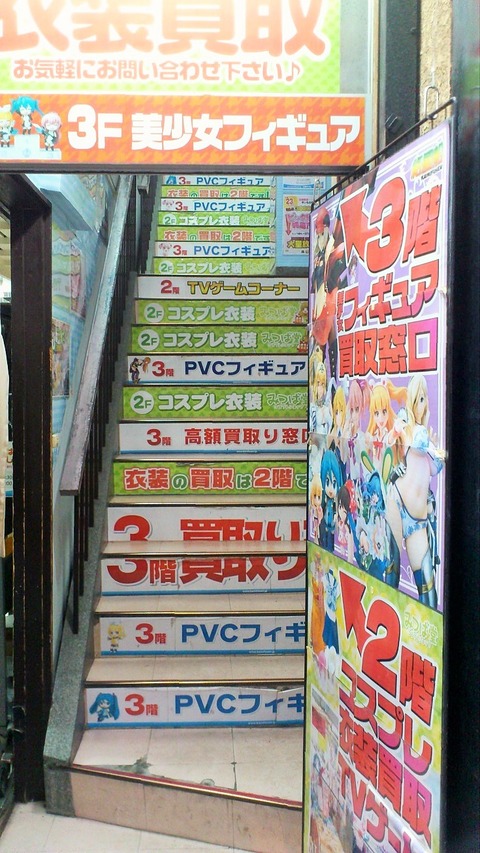 衣装買取
お気軽にお問い合わせ下さい♪
3F 美少女フィギュア
3階 PVCフィギュア
衣装の買取は2階で
3階 PVCフィギュア
2F コスプレ衣装
衣装の買取は2階で
3階 PVCフィギュア
2F コスプレ衣装
2階 TVゲームコーナー
2F コスプレ衣装
2F コスプレ衣装
3階 PVCフィギュア
2F コスプレ衣装
3階 高額買取り窓口
衣装の買取は2階で
3 買取り
3階買取り
3階 PVCフィギ
3階 PVCフィギ
3階
フィギュア
買取窓口
2階
コスプレ
衣装買取
TVゲー